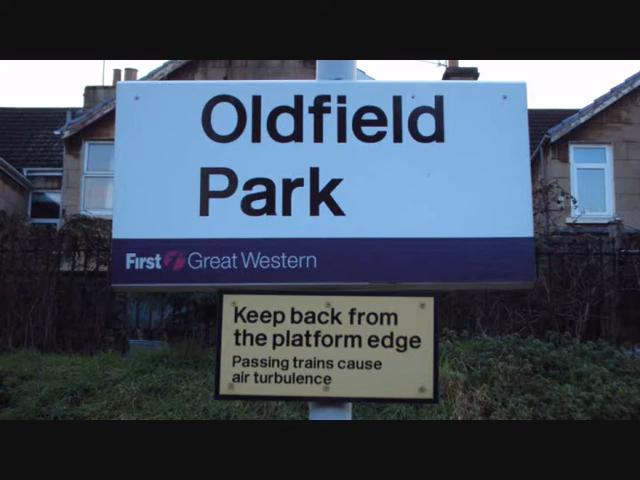 Oldfield
Park
First Great Western
Keep back from
the platform edge
Passing trains cause
air turbulence